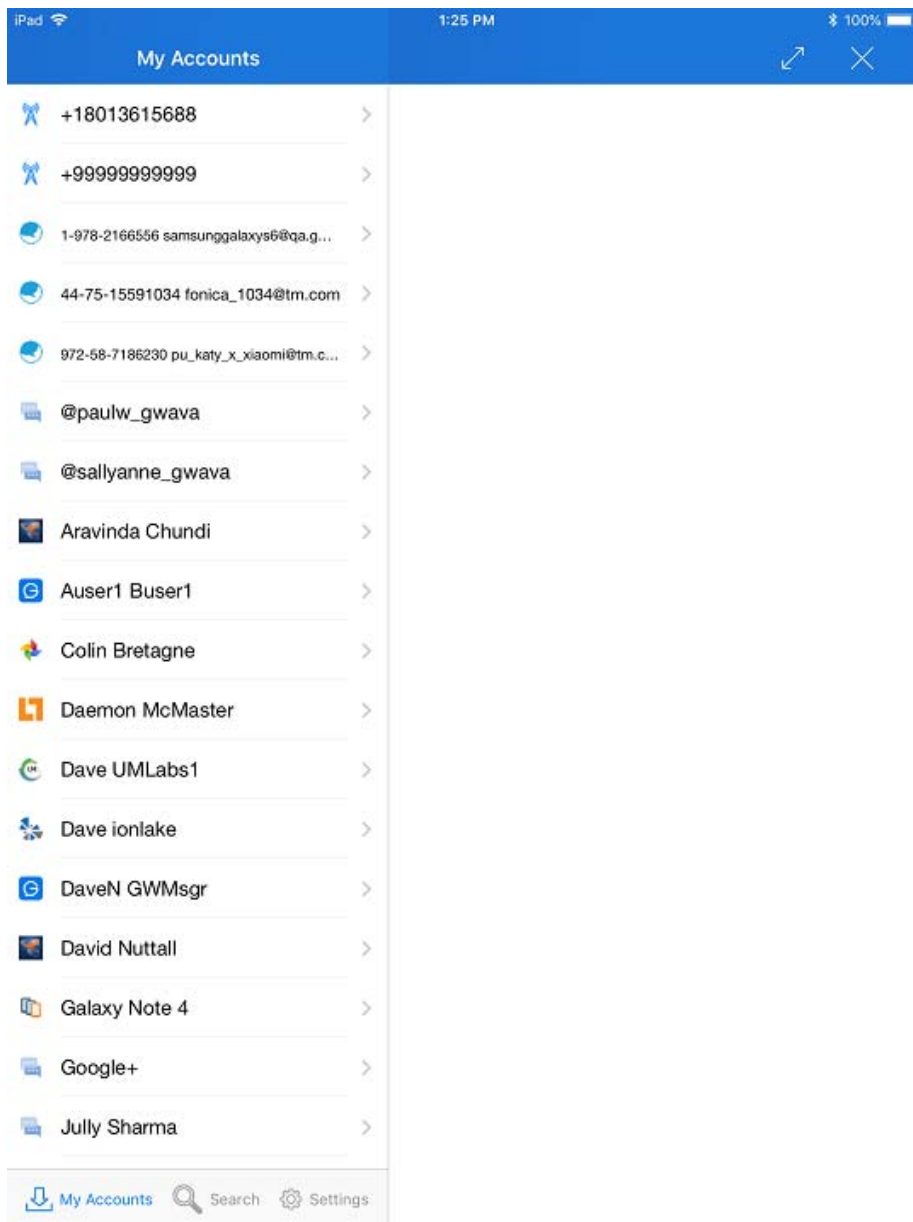 iPad 1:25 PM 100%
My Accounts
+18013615688
+99999999999
1-978-2166556 samsunggalaxys6@qa.g...
44-75-15591034 fonica_1034@tm.com
972-58-7186230 pu_katy_x_xiaomi@tm.c...
@paulw_gwava
@sallyanne_gwava
Aravinda Chundi
Auser1 Buser1
Colin Bretagne
Daemon McMaster
Dave UMLabs1
Dave ionlake
DaveN GWMsgr
David Nuttall
Galaxy Note 4
Google+
Jully Sharma
My Accounts Search Settings